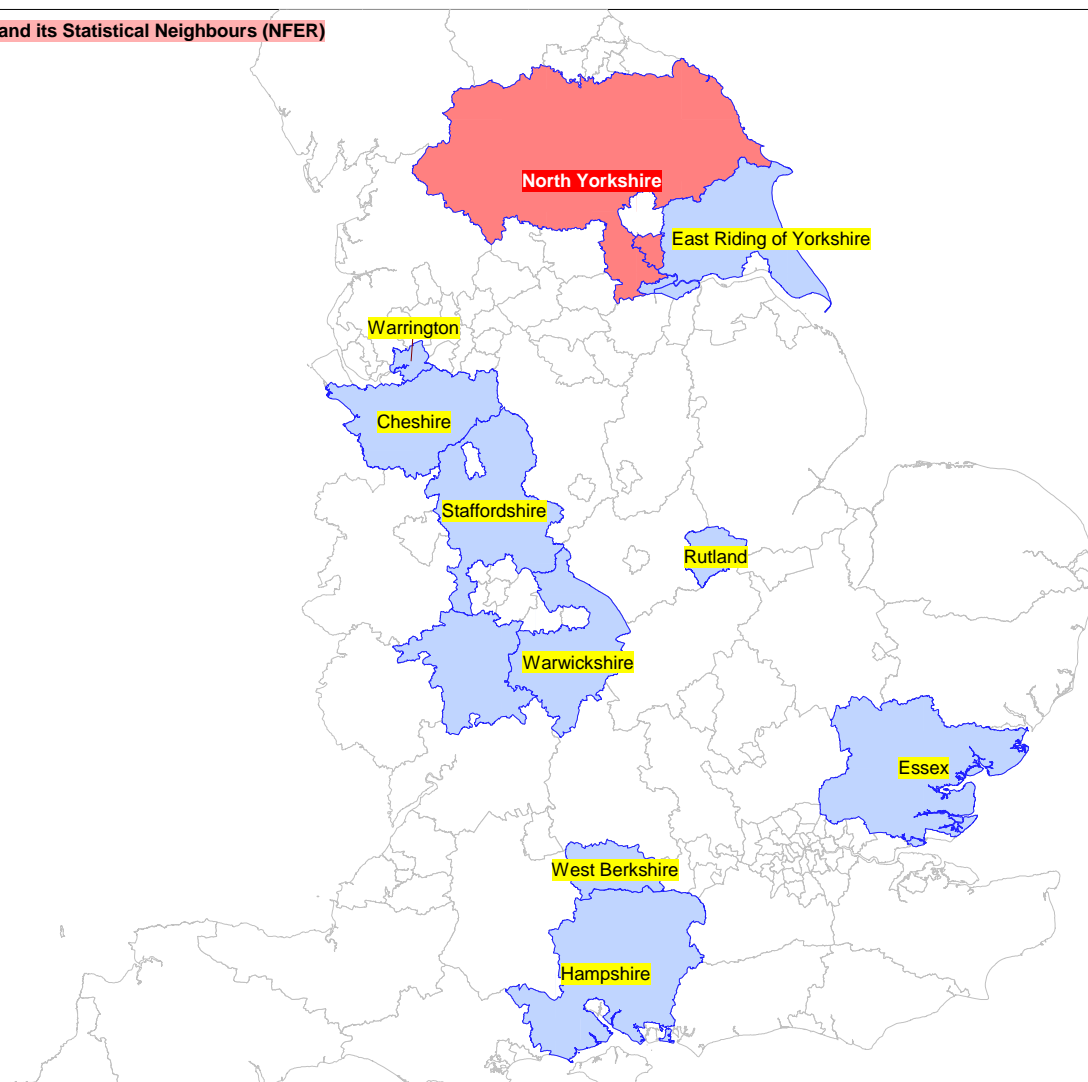 and its Statistical Neighbours (NFER)
North Yorkshire
East Riding of Yorkshire
Warrington
Cheshire
Staffordshire
Rutland
Warwickshire
Essex
West Berkshire
Hampshire